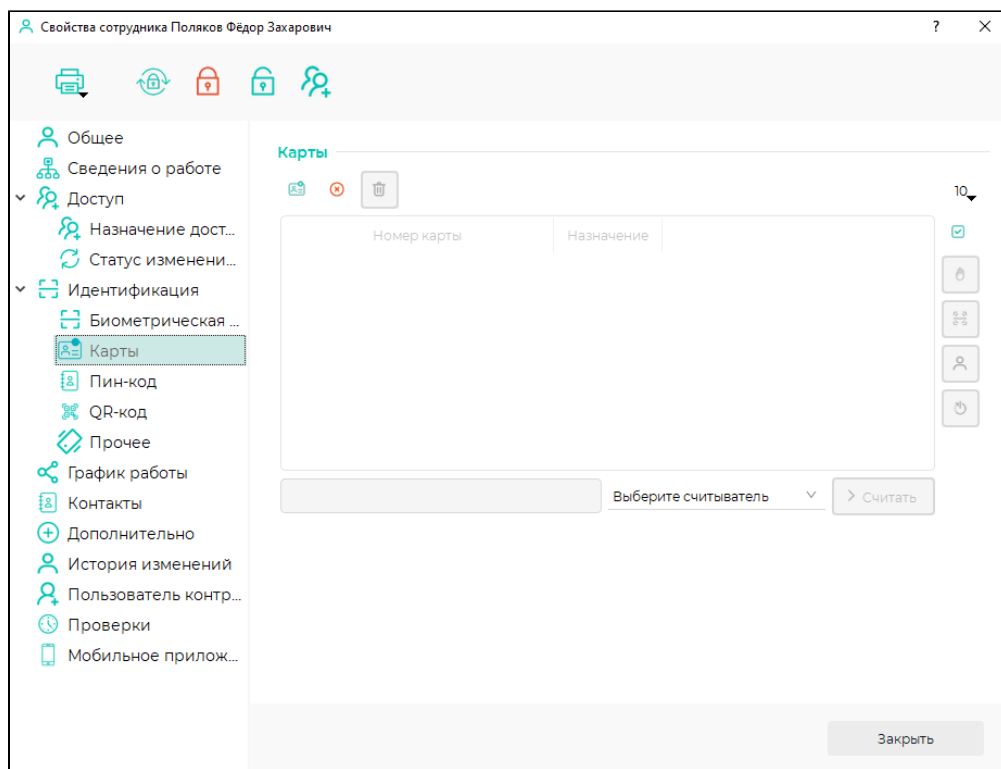 Свойства сотрудника Поляков Фёдор Захарович
?
Общее
Сведения о работе
Доступ
Назначение дост...
Статус изменени...
Идентификация
Биометрическая ...
Карты
Пин-код
QR-код
Прочее
График работы
Контакты
Дополнительно
История изменений
Пользователь контр...
Проверки
Мобильное прилож...
Карты
10
Номер карты
Назначение
Выберите считыватель
Считать
Закрыть